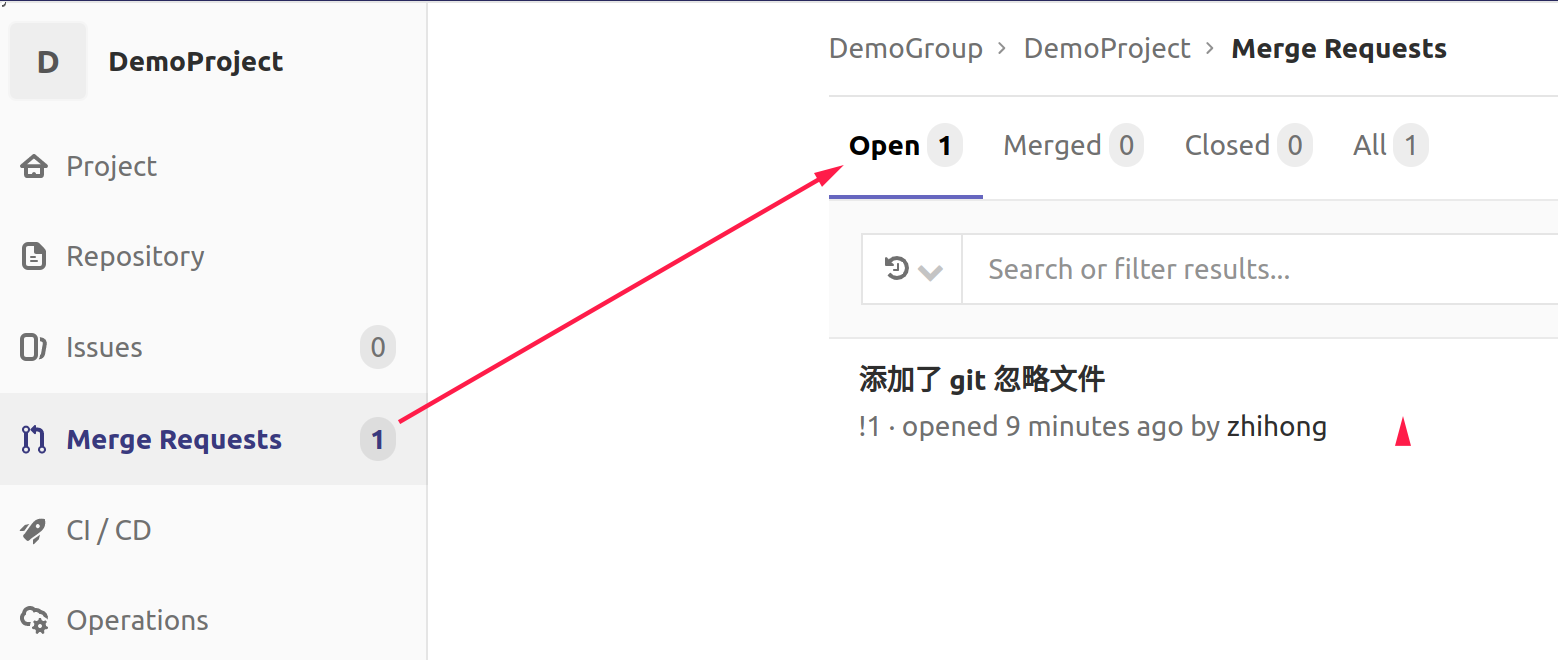 D DemoProject
Project
Repository
Issues 0
Merge Requests 1
CI / CD
Operations
DemoGroup › DemoProject › Merge Requests
Open 1 Merged 0 Closed 0 All 1
Search or filter results...
添加了 git 忽略文件
!1 · opened 9 minutes ago by zhihong